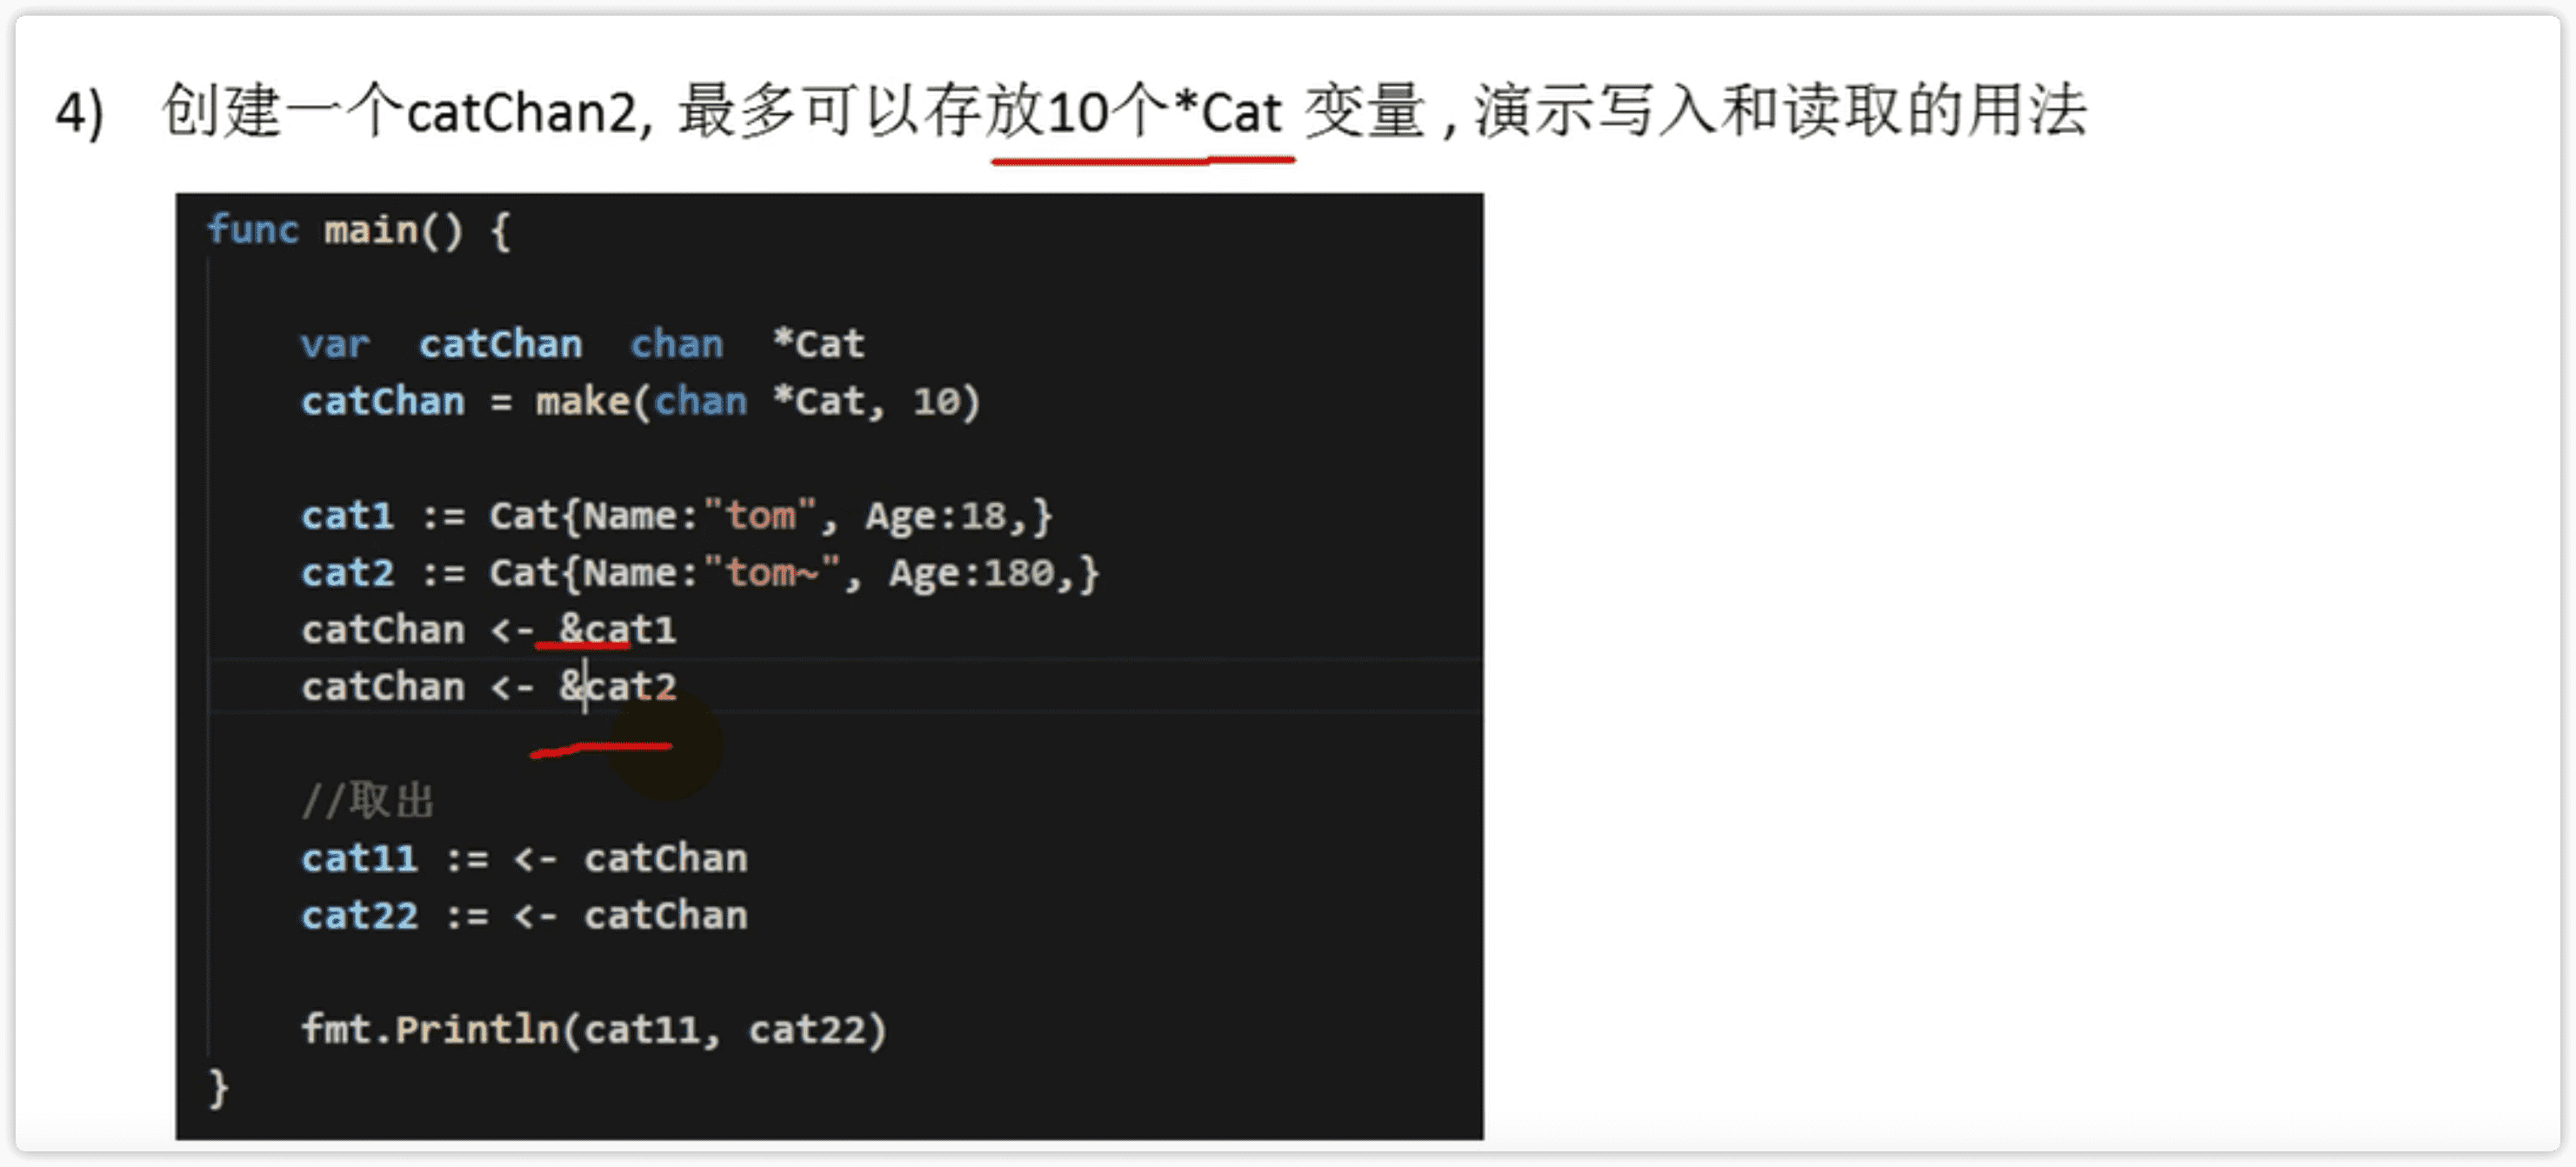 4) 创建一个catChan2, 最多可以存放10个*Cat 变量 , 演示写入和读取的用法
func main() {
var catChan chan *Cat
catChan = make(chan *Cat, 10)
cat1 := Cat{Name:"tom", Age:18,}
cat2 := Cat{Name:"tom~", Age:180,}
catChan <- &cat1
catChan <- &cat2
//取出
cat11 := <- catChan
cat22 := <- catChan
fmt.Println(cat11, cat22)
}